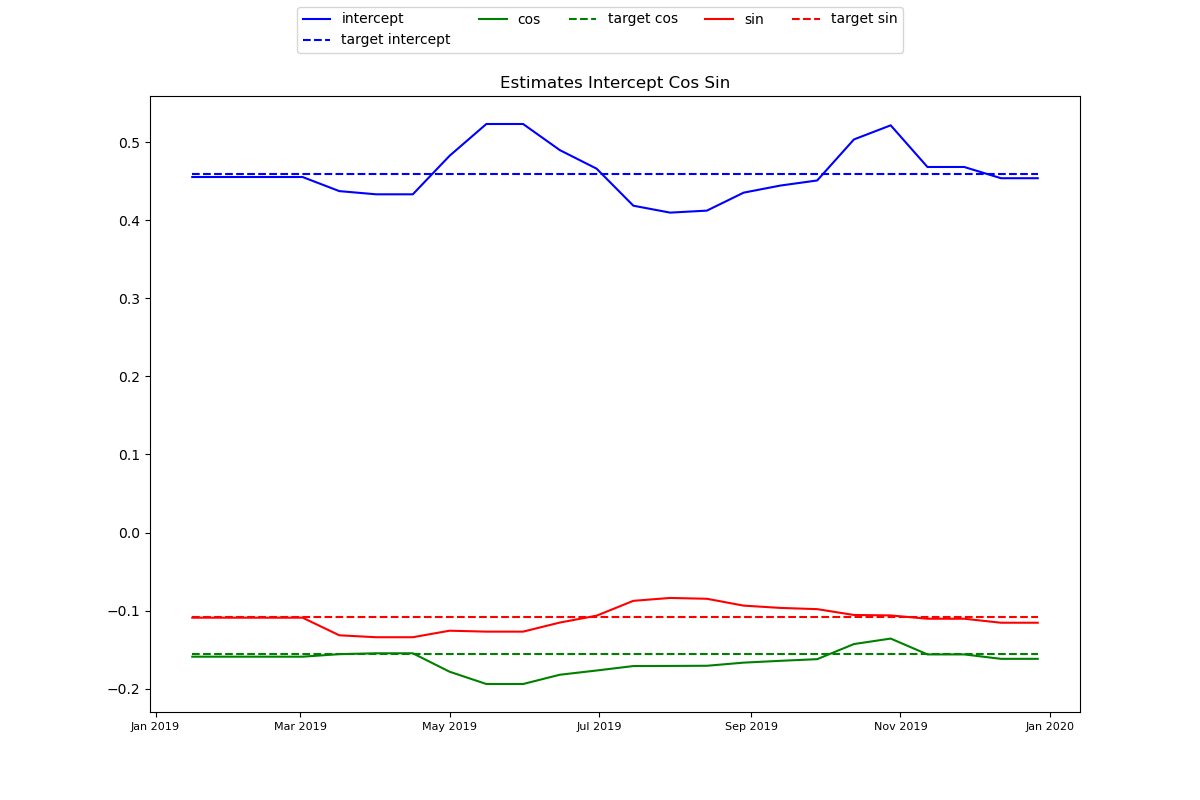 intercept cos target cos sin target sin
target intercept
Estimates Intercept Cos Sin
0.5
0.4
0.3
0.2
0.1
0.0
−0.1
−0.2
Jan 2019 Mar 2019 May 2019 Jul 2019 Sep 2019 Nov 2019 Jan 2020